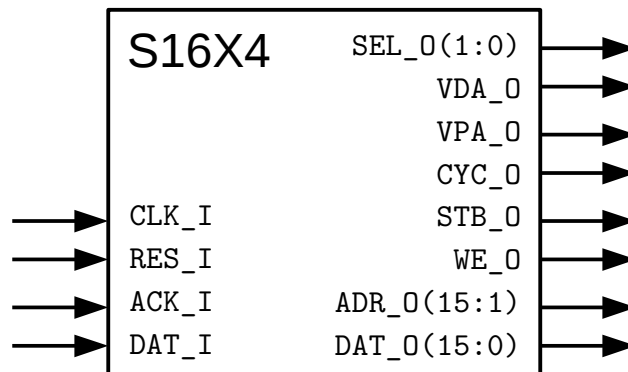 S16X4
SEL_O(1:0)
VDA_O
VPA_O
CYC_O
CLK_I
STB_O
RES_I
WE_O
ACK_I
ADR_O(15:1)
DAT_I
DAT_O(15:0)